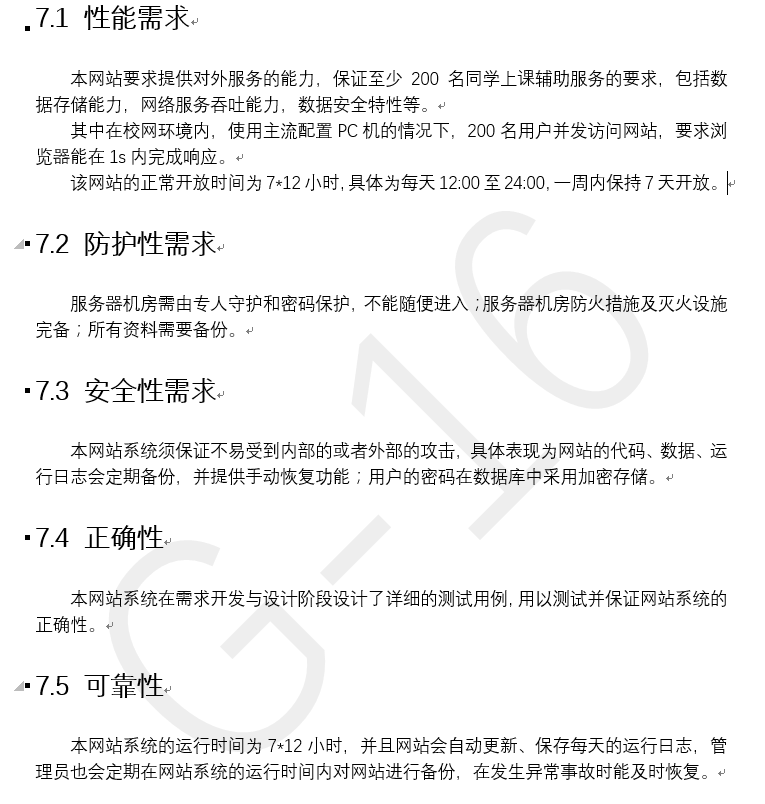 7.1 性能需求
本网站要求提供对外服务的能力，保证至少 200 名同学上课辅助服务的要求，包括数
据存储能力，网络服务吞吐能力，数据安全特性等。
其中在校网环境内，使用主流配置 PC 机的情况下，200 名用户并发访问网站，要求浏
览器能在 1s 内完成响应。
该网站的正常开放时间为 7*12 小时, 具体为每天 12:00 至 24:00, 一周内保持 7 天开放。
7.2 防护性需求
服务器机房需由专人守护和密码保护，不能随便进入；服务器机房防火措施及灭火设施
完备；所有资料需要备份。
7.3 安全性需求
本网站系统须保证不易受到内部的或者外部的攻击，具体表现为网站的代码、数据、运
行日志会定期备份，并提供手动恢复功能；用户的密码在数据库中采用加密存储。
7.4 正确性
本网站系统在需求开发与设计阶段设计了详细的测试用例, 用以测试并保证网站系统的
正确性。
7.5 可靠性
本网站系统的运行时间为 7*12 小时，并且网站会自动更新、保存每天的运行日志，管
理员也会定期在网站系统的运行时间内对网站进行备份，在发生异常事故时能及时恢复。
G-16